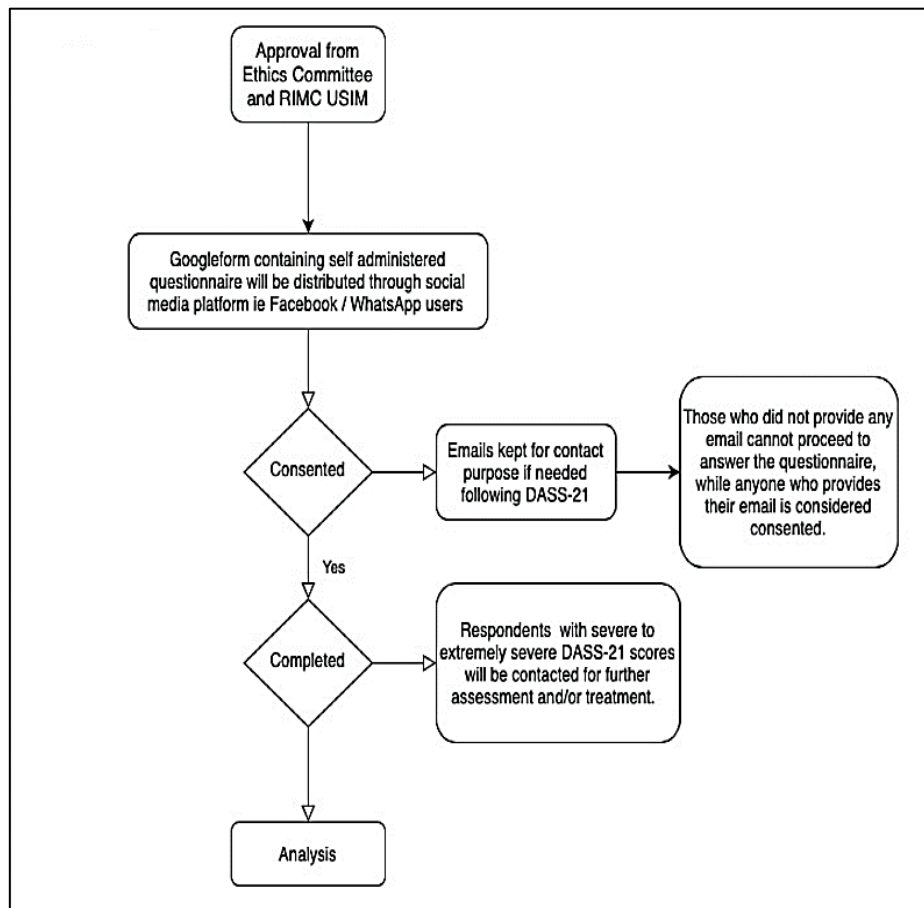 Approval from
Ethics Committee
and RIMC USIM
Googleform containing self administered
questionnaire will be distributed through social
media platform ie Facebook / WhatsApp users
Consented
Emails kept for contact
purpose if needed
following DASS-21
Those who did not provide any
email cannot proceed to
answer the questionnaire,
while anyone who provides
their email is considered
consented.
Yes
Completed
Respondents with severe to
extremely severe DASS-21 scores
will be contacted for further
assessment and/or treatment.
Analysis